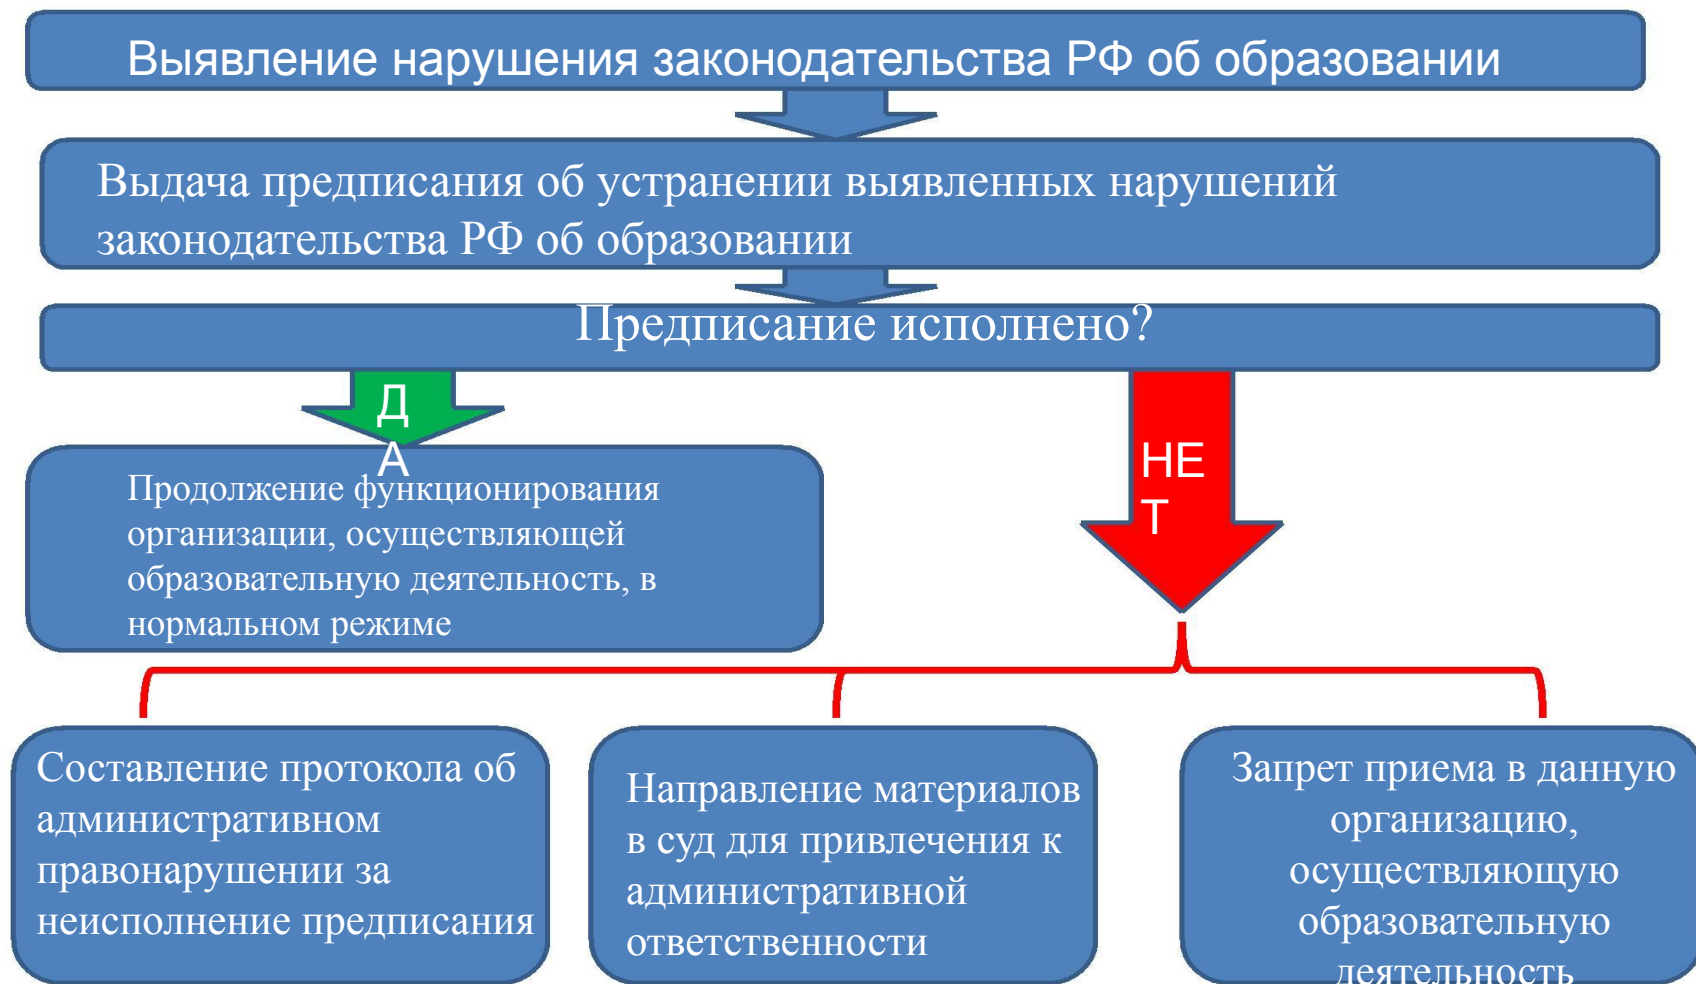 Выявление нарушения законодательства РФ об образовании
Выдача предписания об устранении выявленных нарушений
законодательства РФ об образовании
Предписание исполнено?
Д
А
НЕ
Т
Продолжение функционирования
организации, осуществляющей
образовательную деятельность, в
нормальном режиме
Составление протокола об
административном
правонарушении за
неисполнение предписания
Направление материалов
в суд для привлечения к
административной
ответственности
Запрет приема в данную
организацию,
осуществляющую
образовательную
деятельность